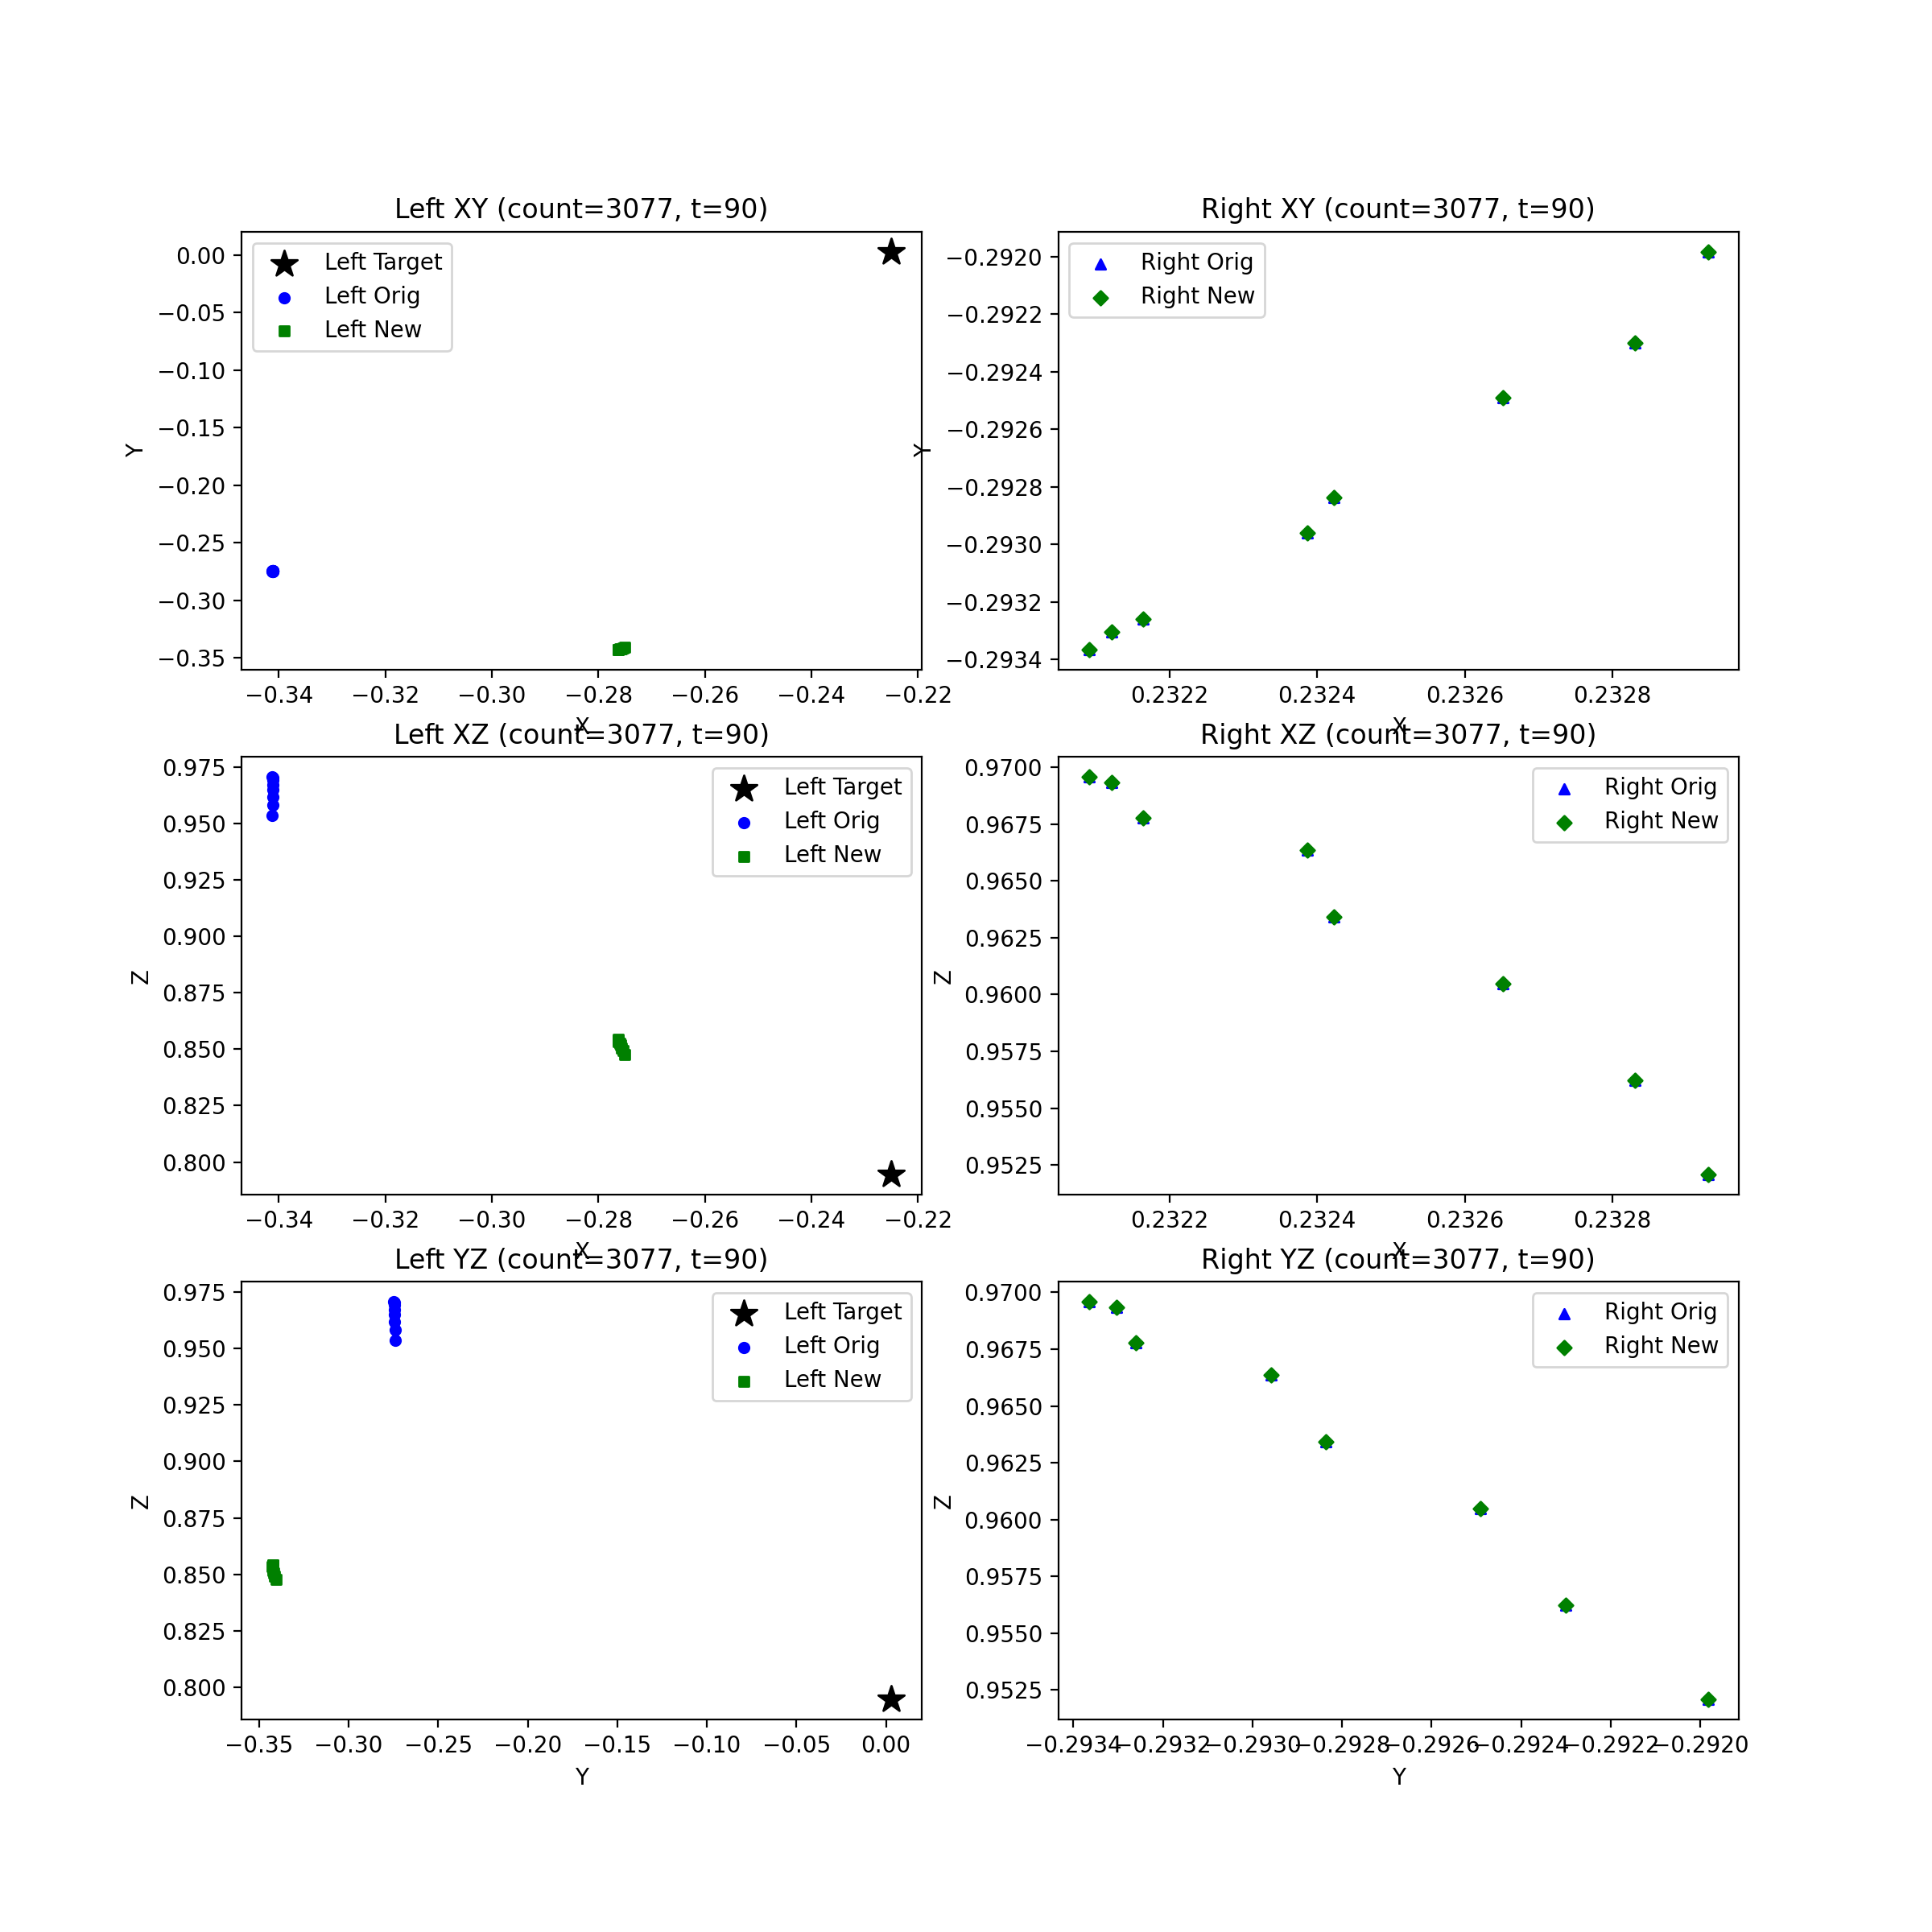 Left XY (count=3077, t=90)
Left Target
Left Orig
Left New
0.00
−0.05
−0.10
−0.15
−0.20
−0.25
−0.30
−0.35
Y
−0.34
−0.32
−0.30
−0.28
−0.26
−0.24
−0.22
X
Right XY (count=3077, t=90)
Right Orig
Right New
−0.2920
−0.2922
−0.2924
−0.2926
−0.2928
−0.2930
−0.2932
−0.2934
Y
0.2322
0.2324
0.2326
0.2328
X
Left XZ (count=3077, t=90)
Left Target
Left Orig
Left New
0.975
0.950
0.925
0.900
0.875
0.850
0.825
0.800
Z
−0.34
−0.32
−0.30
−0.28
−0.26
−0.24
−0.22
X
Right XZ (count=3077, t=90)
Right Orig
Right New
0.9700
0.9675
0.9650
0.9625
0.9600
0.9575
0.9550
0.9525
Z
0.2322
0.2324
0.2326
0.2328
X
Left YZ (count=3077, t=90)
Left Target
Left Orig
Left New
0.975
0.950
0.925
0.900
0.875
0.850
0.825
0.800
Z
−0.35
−0.30
−0.25
−0.20
−0.15
−0.10
−0.05
0.00
Y
Right YZ (count=3077, t=90)
Right Orig
Right New
0.9700
0.9675
0.9650
0.9625
0.9600
0.9575
0.9550
0.9525
Z
−0.2934
−0.2932
−0.2930
−0.2928
−0.2926
−0.2924
−0.2922
−0.2920
Y